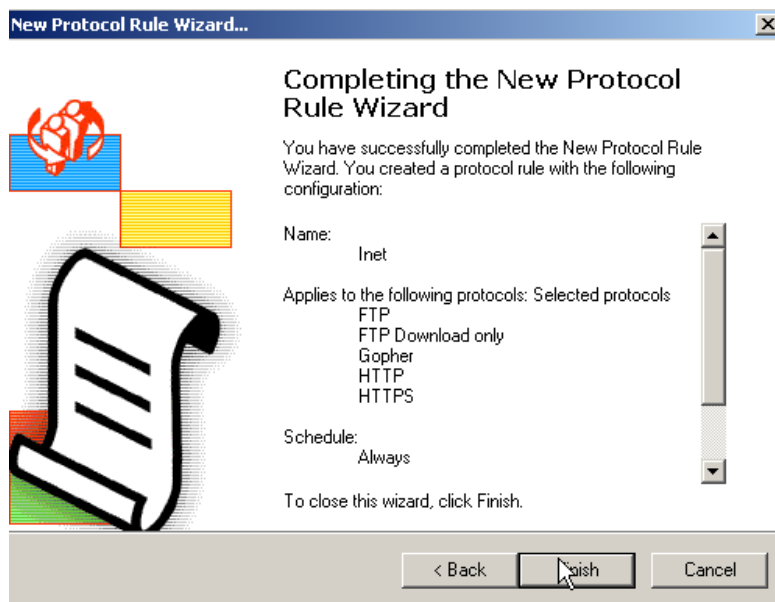 New Protocol Rule Wizard...
Completing the New Protocol
Rule Wizard
You have successfully completed the New Protocol Rule
Wizard. You created a protocol rule with the following
configuration:
Name:
Inet
Applies to the following protocols: Selected protocols
FTP
FTP Download only
Gopher
HTTP
HTTPS
Schedule:
Always
To close this wizard, click Finish.
< Back
Finish
Cancel